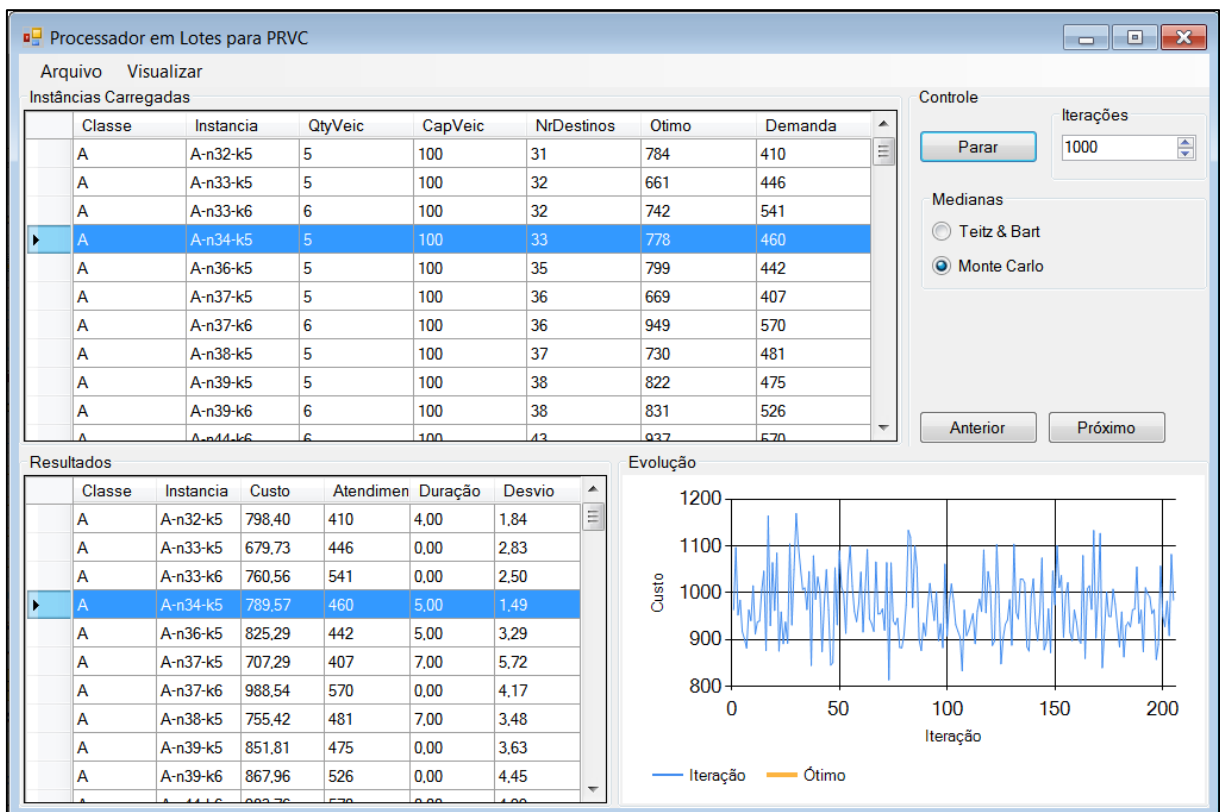 Processador em Lotes para PRVC
Arquivo Visualizar
Instâncias Carregadas
Classe Instancia QtyVeic CapVeic NrDestinos Otimo Demanda
A A-n32-k5 5 100 31 784 410
A A-n33-k5 5 100 32 661 446
A A-n33-k6 6 100 32 742 541
A A-n34-k5 5 100 33 778 460
A A-n36-k5 5 100 35 799 442
A A-n37-k5 5 100 36 669 407
A A-n37-k6 6 100 36 949 570
A A-n38-k5 5 100 37 730 481
A A-n39-k5 5 100 38 822 475
A A-n39-k6 6 100 38 831 526
A A-n44-k6 6 100 43 937 570
Controle
Parar
Iterações
1000
Medianas
Teitz & Bart
Monte Carlo
Anterior Próximo
Resultados
Classe Instancia Custo Atendimen Duração Desvio
A A-n32-k5 798,40 410 4,00 1,84
A A-n33-k5 679,73 446 0,00 2,83
A A-n33-k6 760,56 541 0,00 2,50
A A-n34-k5 789,57 460 5,00 1,49
A A-n36-k5 825,29 442 5,00 3,29
A A-n37-k5 707,29 407 7,00 5,72
A A-n37-k6 988,54 570 0,00 4,17
A A-n38-k5 755,42 481 7,00 3,48
A A-n39-k5 851,81 475 0,00 3,63
A A-n39-k6 867,96 526 0,00 4,45
Evolução
1200
1100
1000
900
800
Custo
0 50 100 150 200
Iteração
Iteração Ótimo